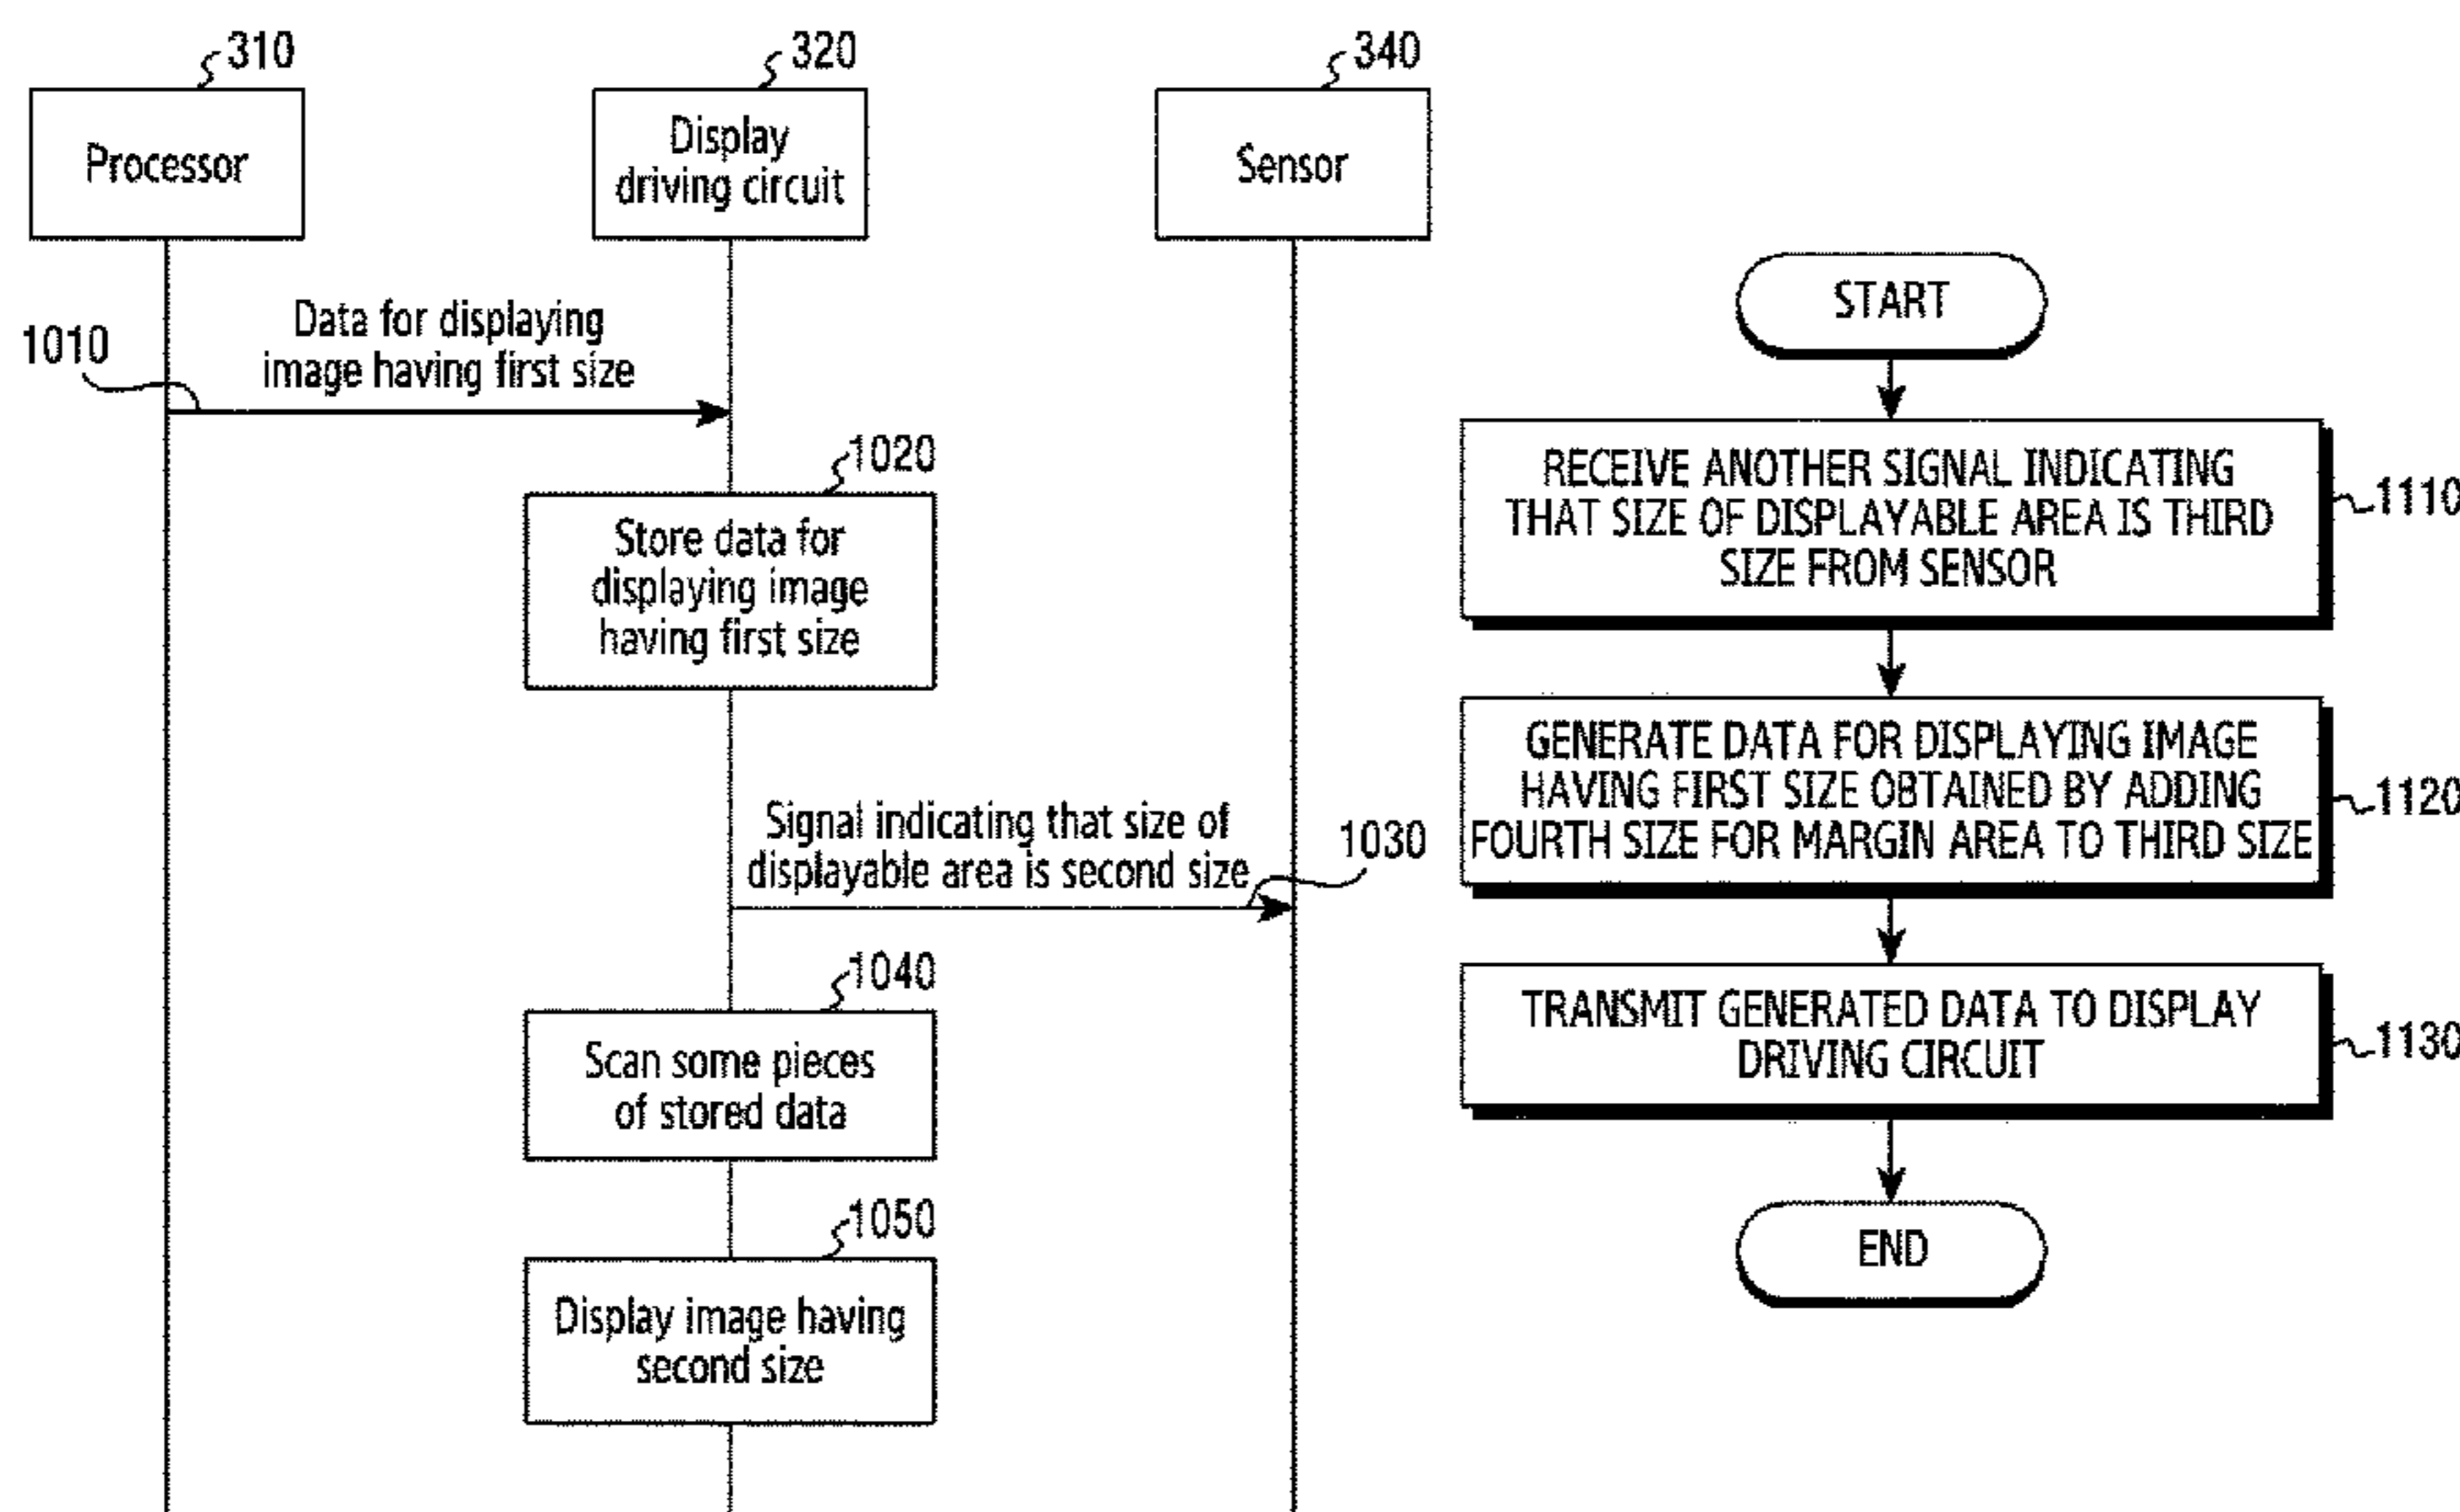 310
320
340
Processor
Display
driving circuit
Sensor
1010
Data for displaying
image having first size
1020
Store data for
displaying image
having first size
Signal indicating that size of
displayable area is second size
1030
1040
Scan some pieces
of stored data
1050
Display image having
second size
START
RECEIVE ANOTHER SIGNAL INDICATING
THAT SIZE OF DISPLAYABLE AREA IS THIRD
SIZE FROM SENSOR
1110
GENERATE DATA FOR DISPLAYING IMAGE
HAVING FIRST SIZE OBTAINED BY ADDING
FOURTH SIZE FOR MARGIN AREA TO THIRD SIZE
1120
TRANSMIT GENERATED DATA TO DISPLAY
DRIVING CIRCUIT
1130
END